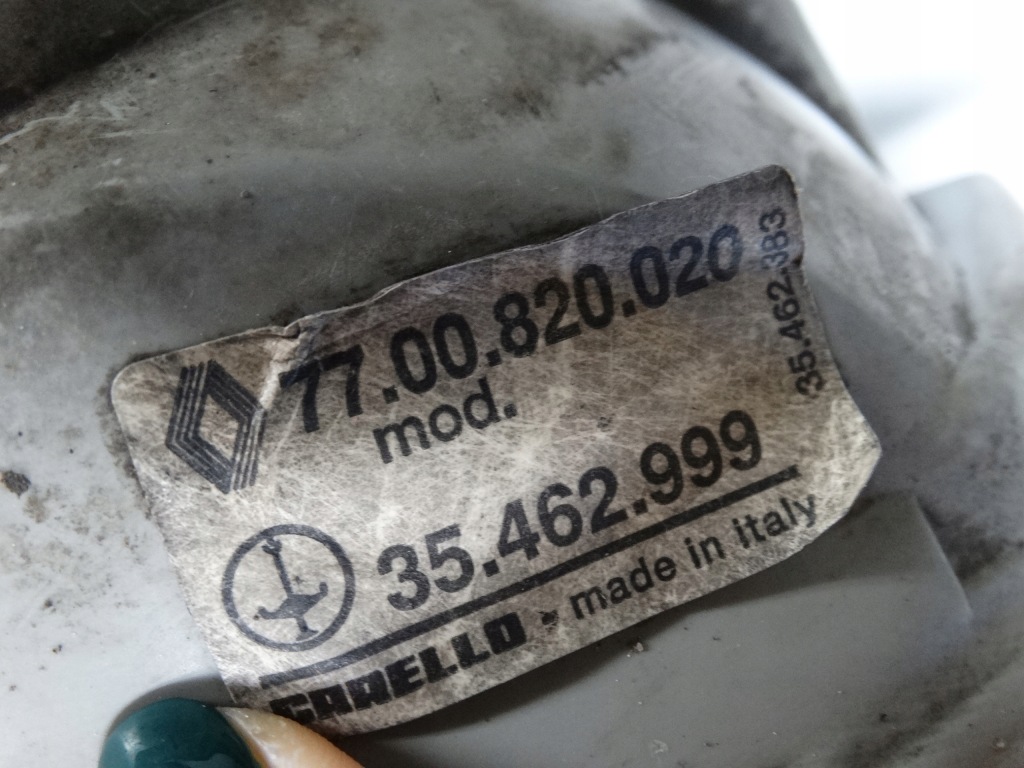 77.00.820.020
mod.
35.462.999
CARELLO - made in italy
35.462.383